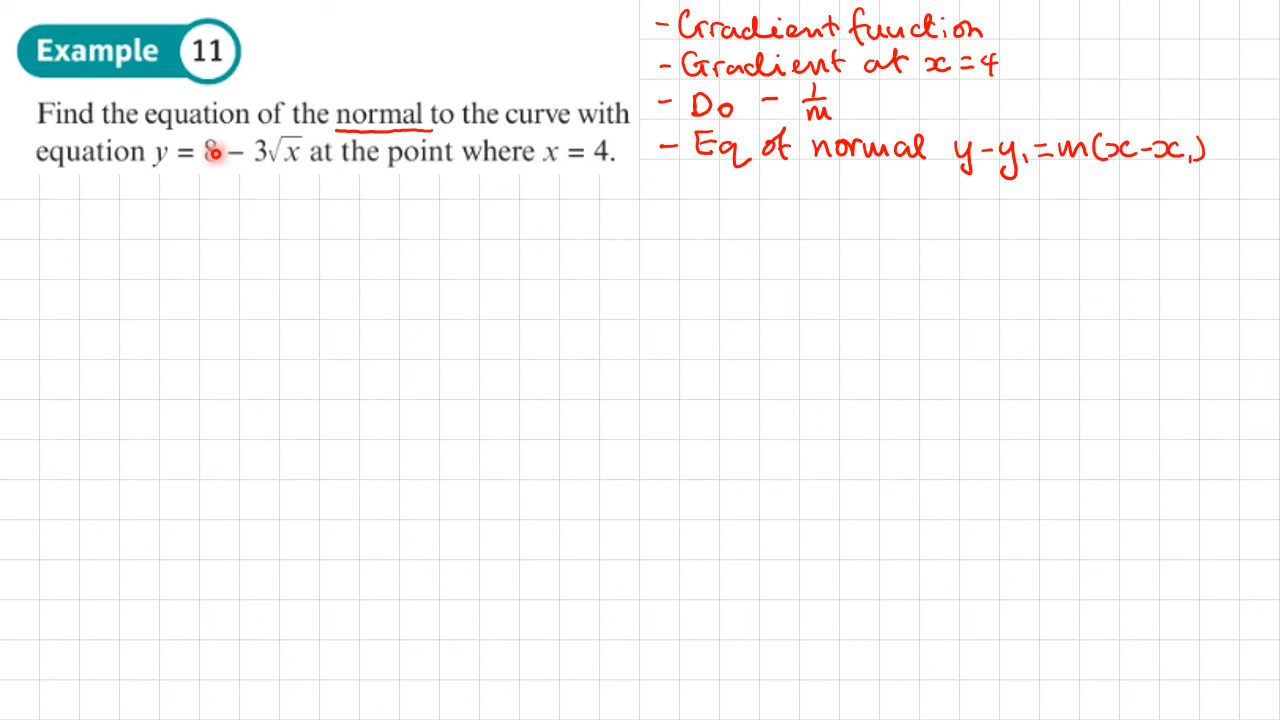 Example 11
Find the equation of the normal to the curve with
equation y = 8 – 3√x at the point where x = 4.
- Gradient function
- Gradient at x = 4
- Do - 1/m
- Eq of normal y - y₁ = m(x - x₁)